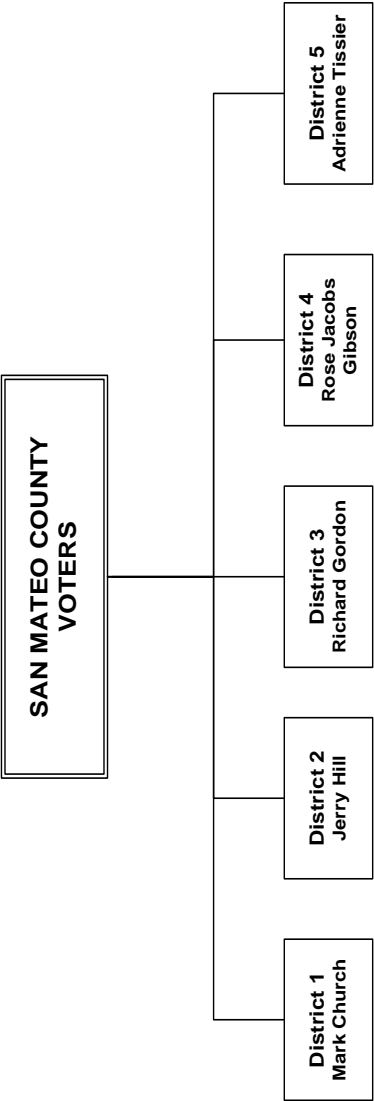 SAN MATEO COUNTY
VOTERS
District 1
Mark Church
District 2
Jerry Hill
District 3
Richard Gordon
District 4
Rose Jacobs
Gibson
District 5
Adrienne Tissier